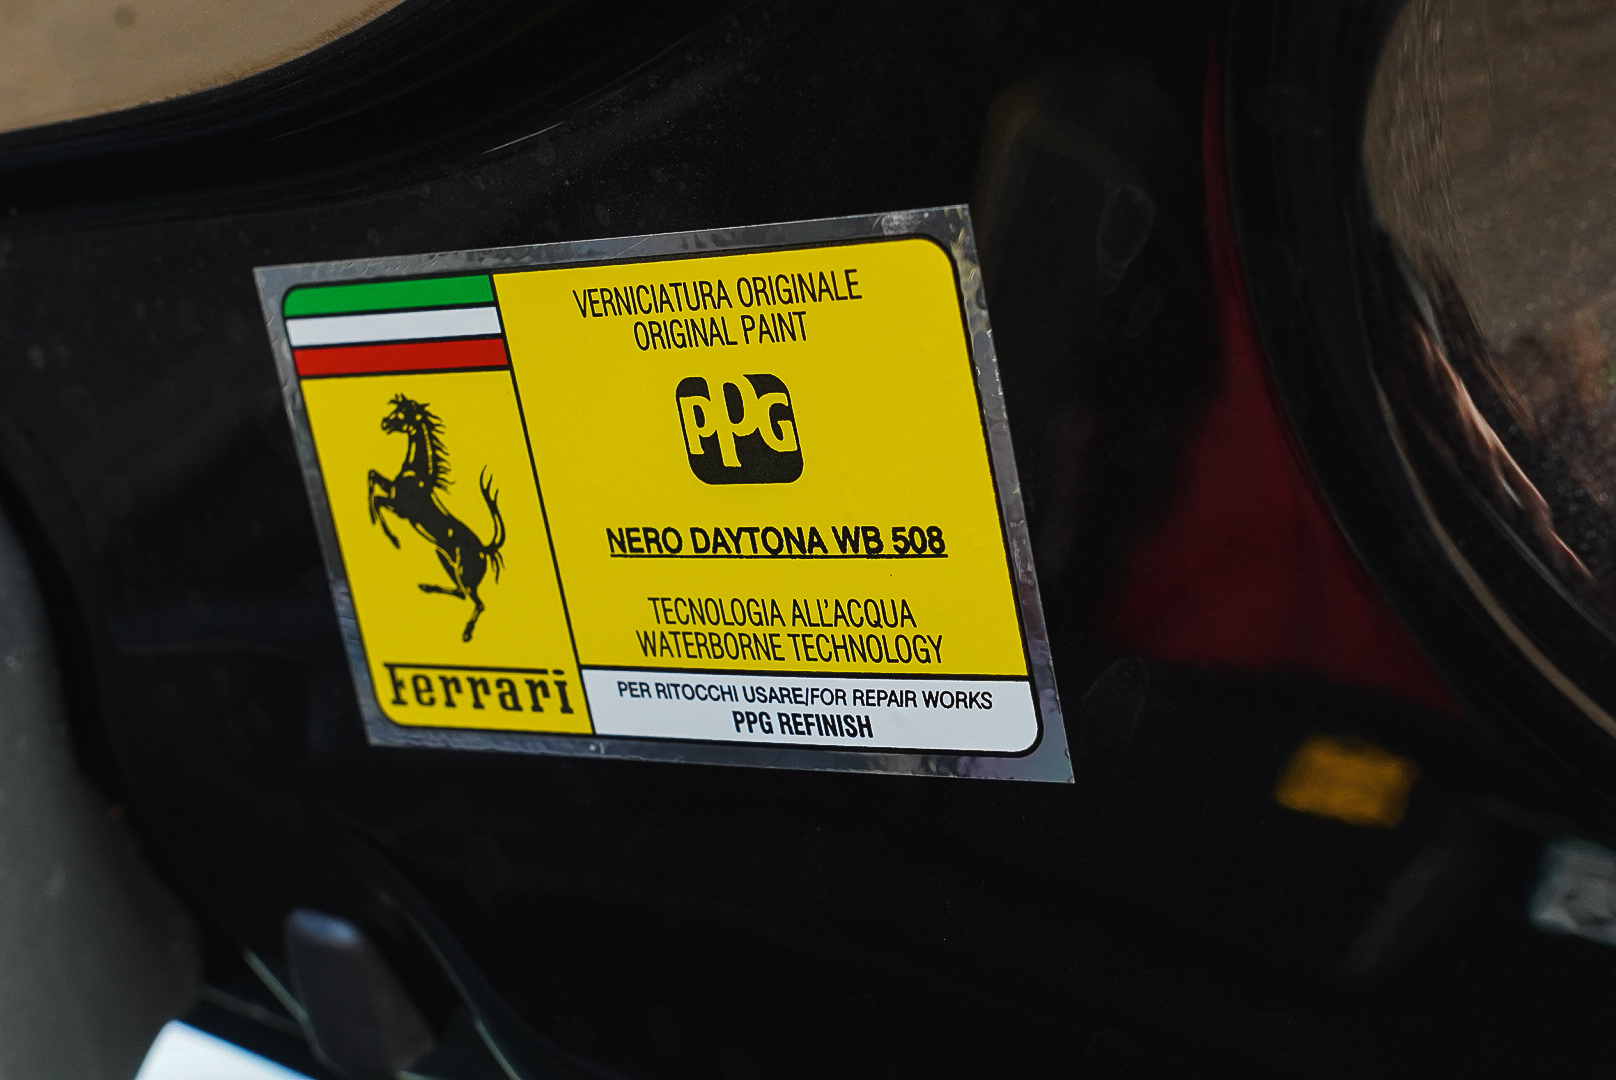 VERNICIATURA ORIGINALE
ORIGINAL PAINT
PPG
NERO DAYTONA WB 508
TECNOLOGIA ALL'ACQUA
WATERBORNE TECHNOLOGY
Ferrari
PER RITOCCHI USARE/FOR REPAIR WORKS
PPG REFINISH